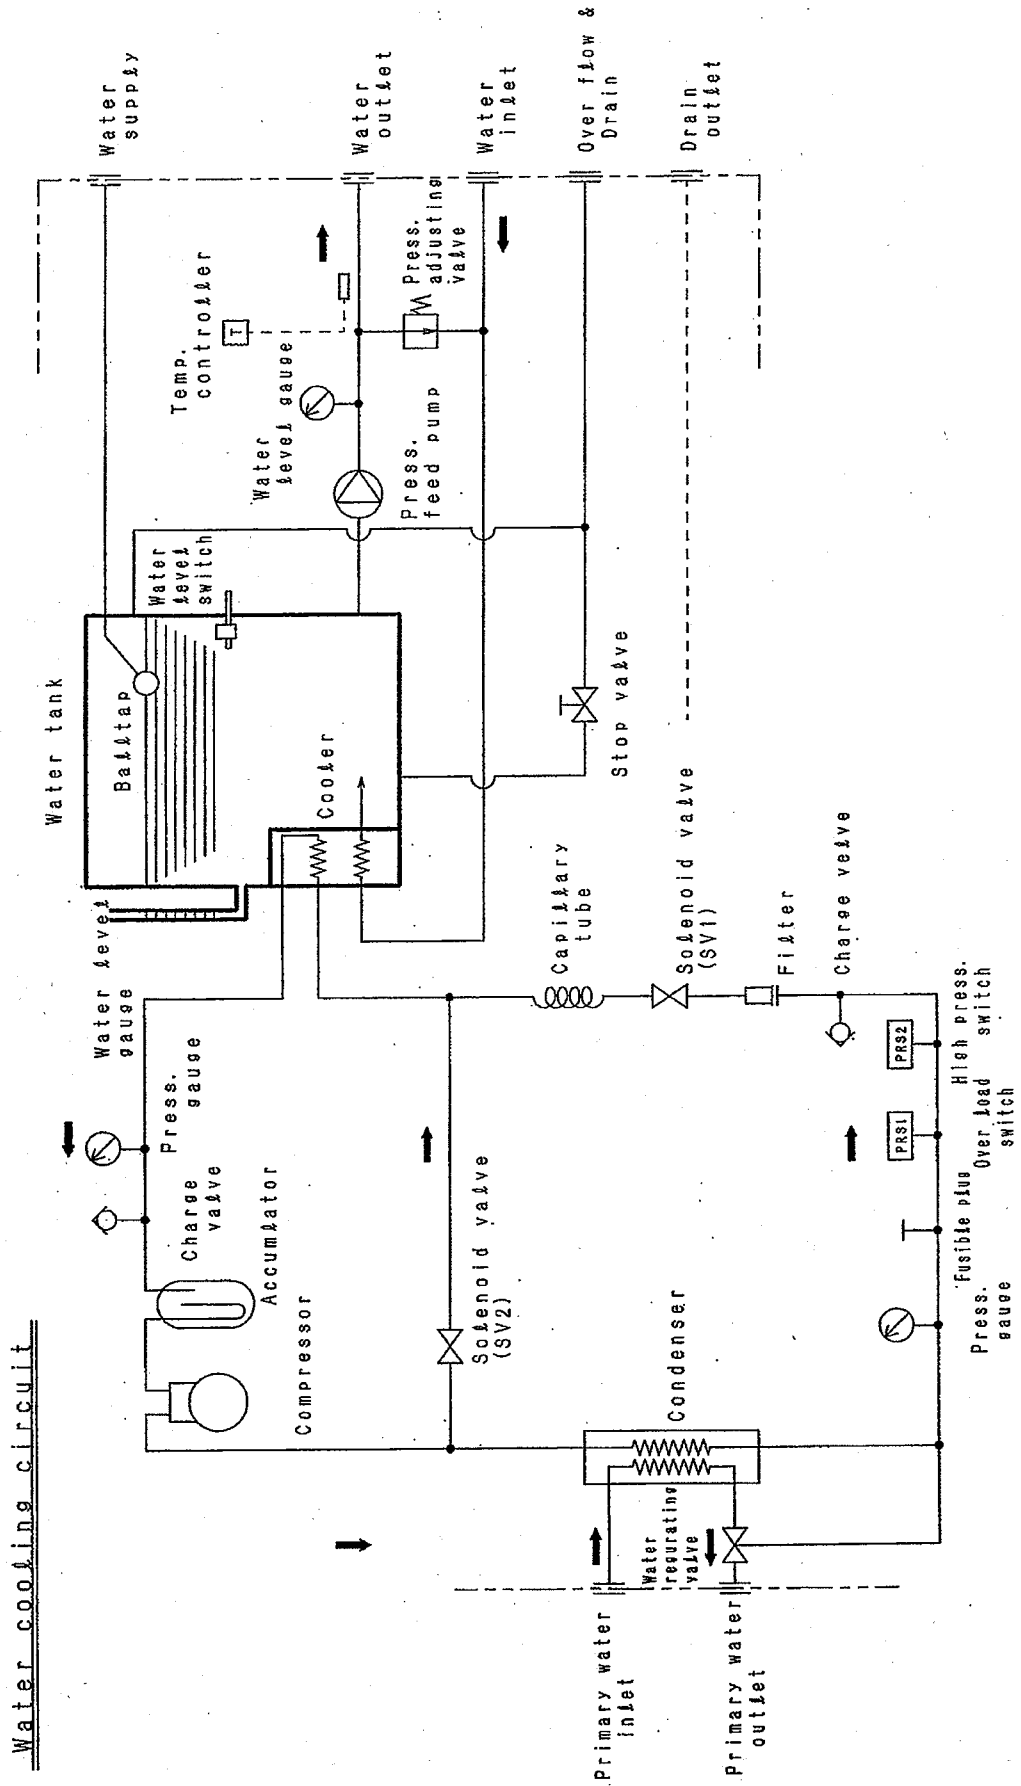 Water cooling circuit
Water
supply
Water
outlet
Water
inlet
Over flow &
Drain
Drain
outlet
Temp.
controller
T
Water
level gauge
Press.
adjusting
valve
Press.
feed pump
Water
level
switch
Water tank
Balltap
Cooler
Stop valve
Water level
gauge
Press.
gauge
Charge
valve
Accumlator
Compressor
Capillary
tube
Solenoid valve
(SV1)
Filter
Charge velve
Solenoid valve
(SV2)
PRS2
High press.
switch
PRS1
Over load
switch
Fusible plug
Press.
gauge
Condenser
Water
regurating
valve
Primary water
inlet
Primary water
outlet